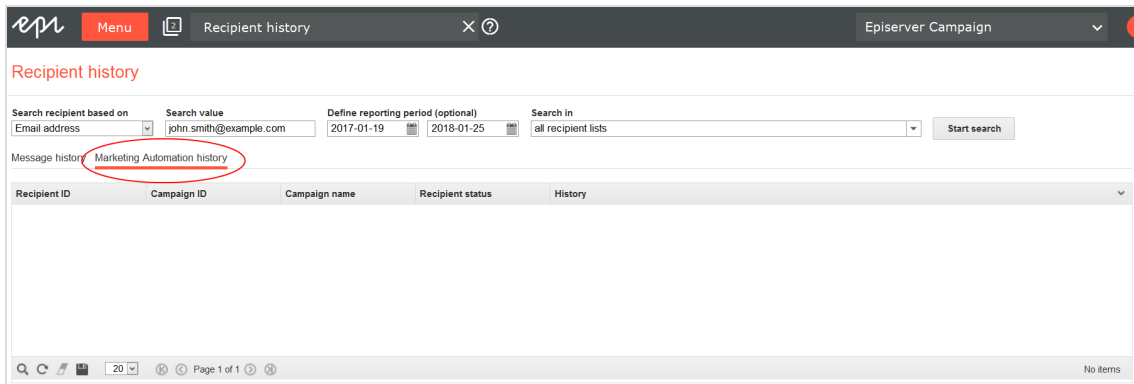 epi Menu 2 Recipient history Episerver Campaign
Recipient history
Search recipient based on Search value Define reporting period (optional) Search in
Email address john.smith@example.com 2017-01-19 2018-01-25 all recipient lists Start search
Message history Marketing Automation history
Recipient ID Campaign ID Campaign name Recipient status History
20 Page 1 of 1 No items